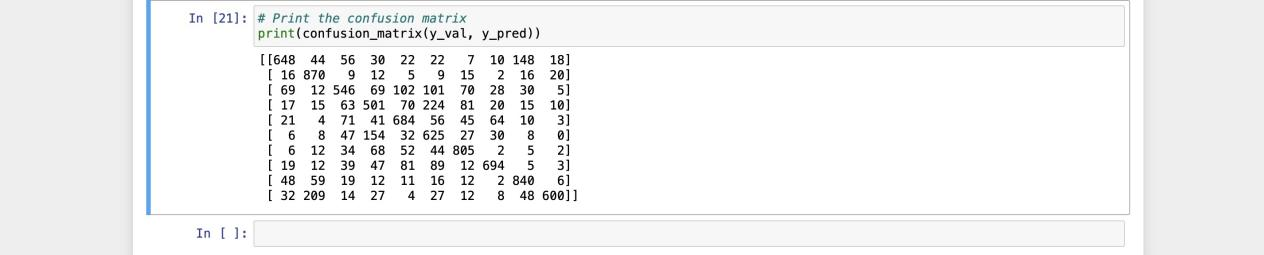 In [21]: # Print the confusion matrix
print(confusion_matrix(y_val, y_pred))
[[648  44  56  30  22  22   7  10 148  18]
 [ 16 870   9  12   5   9  15   2  16  20]
 [ 69  12 546  69 102 101  70  28  30   5]
 [ 17  15  63 501  70 224  81  20  15  10]
 [ 21   4  71  41 684  56  45  64  10   3]
 [  6   8  47 154  32 625  27  30   8   0]
 [  6  12  34  68  52  44 805   2   5   2]
 [ 19  12  39  47  81  89  12 694   5   3]
 [ 48  59  19  12  11  16  12   2 840   6]
 [ 32 209  14  27   4  27  12   8  48 600]]
In [ ]: